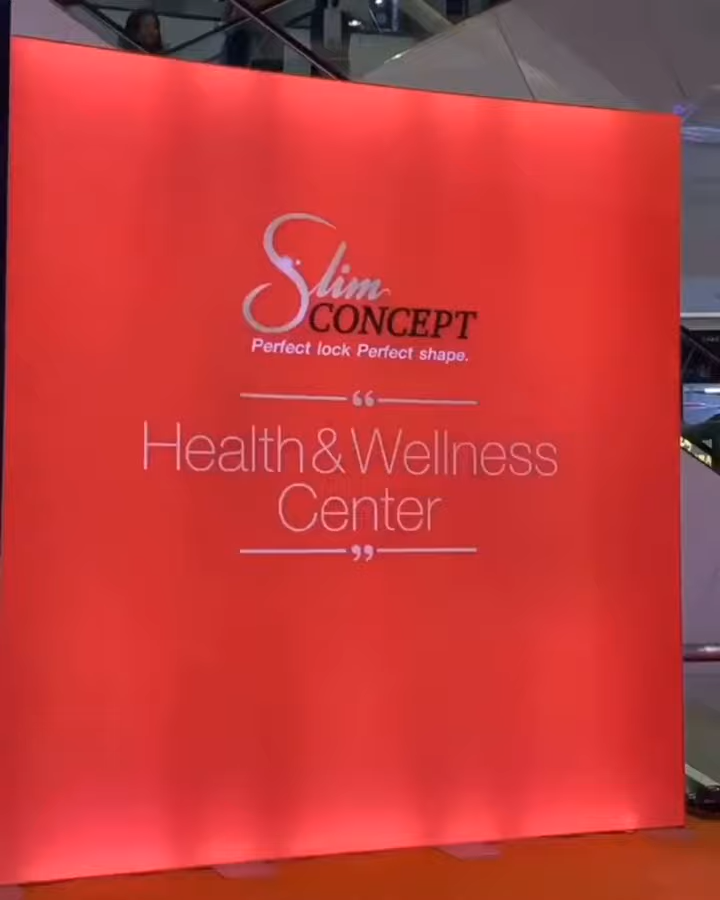 Slim
CONCEPT
Perfect lock Perfect shape.
“
Health & Wellness
Center
”